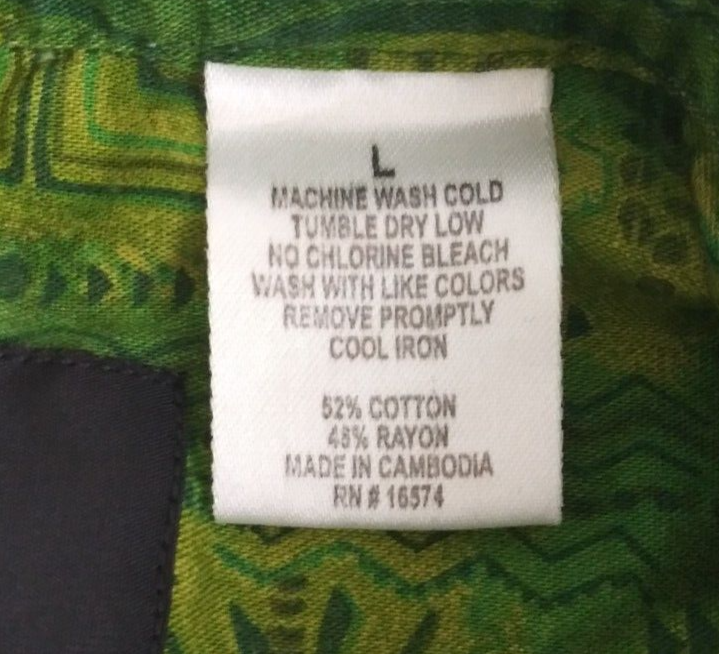 L
MACHINE WASH COLD
TUMBLE DRY LOW
NO CHLORINE BLEACH
WASH WITH LIKE COLORS
REMOVE PROMPTLY
COOL IRON
52% COTTON
48% RAYON
MADE IN CAMBODIA
RN # 16574